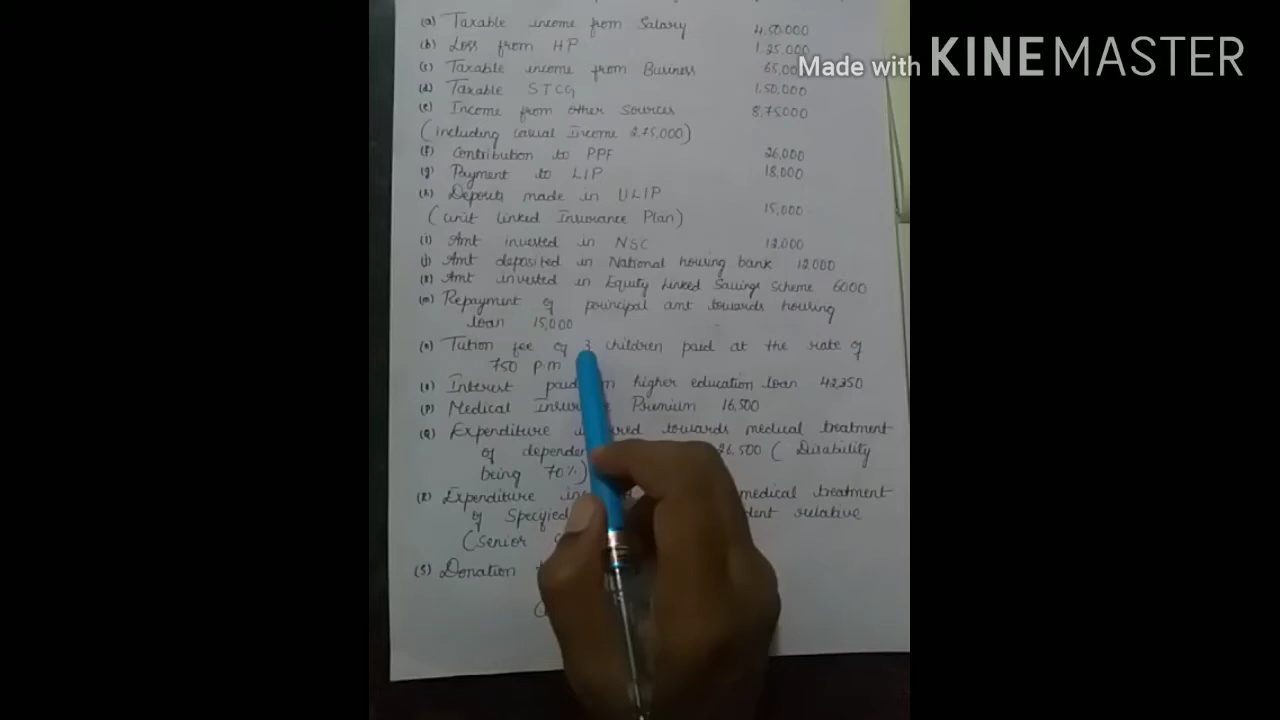 (a) Taxable income from Salary 4,50,000
(b) Loss from HP 1,25,000
(c) Taxable income from Business 65,00
Made with KINEMASTER
(d) Taxable STCG 1,50,000
(e) Income from other sources 8,75000
(including casual Income 2,75,000)
(f) Contribution to PPF 26,000
(g) Payment to LIP 18,000
(h) Deposits made in ULIP
(unit linked Insurance Plan) 15,000
(i) Amt invested in NSC 12,000
(j) Amt deposited in National housing bank 12,000
Amt invested in Equity Linked Savings Scheme 6000
(m) Repayment of principal amt towards housing
loan 15,000
Tution fee of 3 children paid at the rate of
750 p.m
Interest paid higher education loan 42,350
(p) Medical Premium 16,500
(Q) Expenditure towards medical treatment
of 26,500 ( Disability
being 70%)
(R) Expenditure medical treatment
of relative
(Senior
(S) Donation